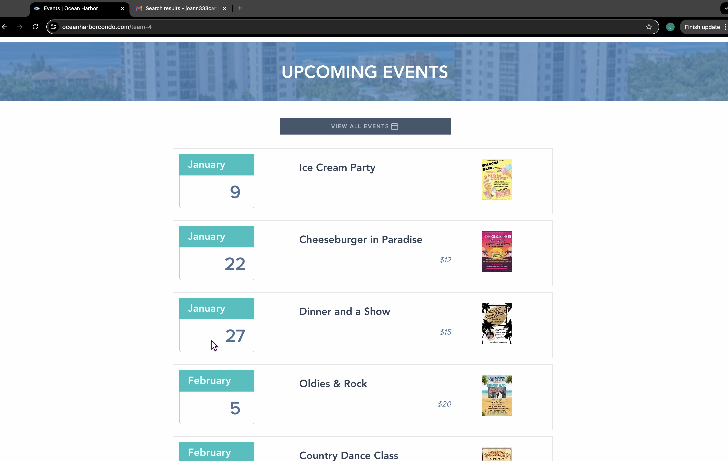 Events | Ocean Harbor
Search results - joann333car
oceanharborcondo.com/team-4
Finish update
UPCOMING EVENTS
VIEW ALL EVENTS
January
9
Ice Cream Party
January
22
Cheeseburger in Paradise
$12
January
27
Dinner and a Show
$15
February
5
Oldies & Rock
$20
February
Country Dance Class